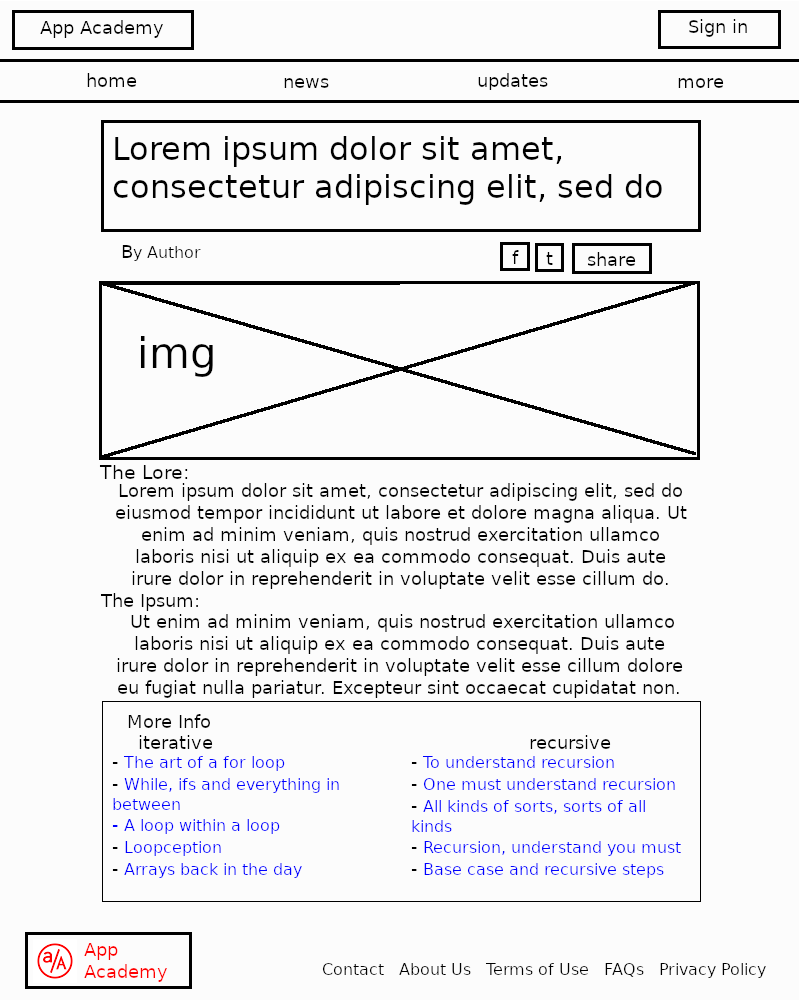 App Academy
Sign in
home news updates more
Lorem ipsum dolor sit amet,
consectetur adipiscing elit, sed do
By Author
f t share
img
The Lore:
Lorem ipsum dolor sit amet, consectetur adipiscing elit, sed do
eiusmod tempor incididunt ut labore et dolore magna aliqua. Ut
enim ad minim veniam, quis nostrud exercitation ullamco
laboris nisi ut aliquip ex ea commodo consequat. Duis aute
irure dolor in reprehenderit in voluptate velit esse cillum do.
The Ipsum:
Ut enim ad minim veniam, quis nostrud exercitation ullamco
laboris nisi ut aliquip ex ea commodo consequat. Duis aute
irure dolor in reprehenderit in voluptate velit esse cillum dolore
eu fugiat nulla pariatur. Excepteur sint occaecat cupidatat non.
More Info
iterative
- The art of a for loop
- While, ifs and everything in
between
- A loop within a loop
- Loopception
- Arrays back in the day
recursive
- To understand recursion
- One must understand recursion
- All kinds of sorts, sorts of all
kinds
- Recursion, understand you must
- Base case and recursive steps
a/A
App
Academy
Contact About Us Terms of Use FAQs Privacy Policy